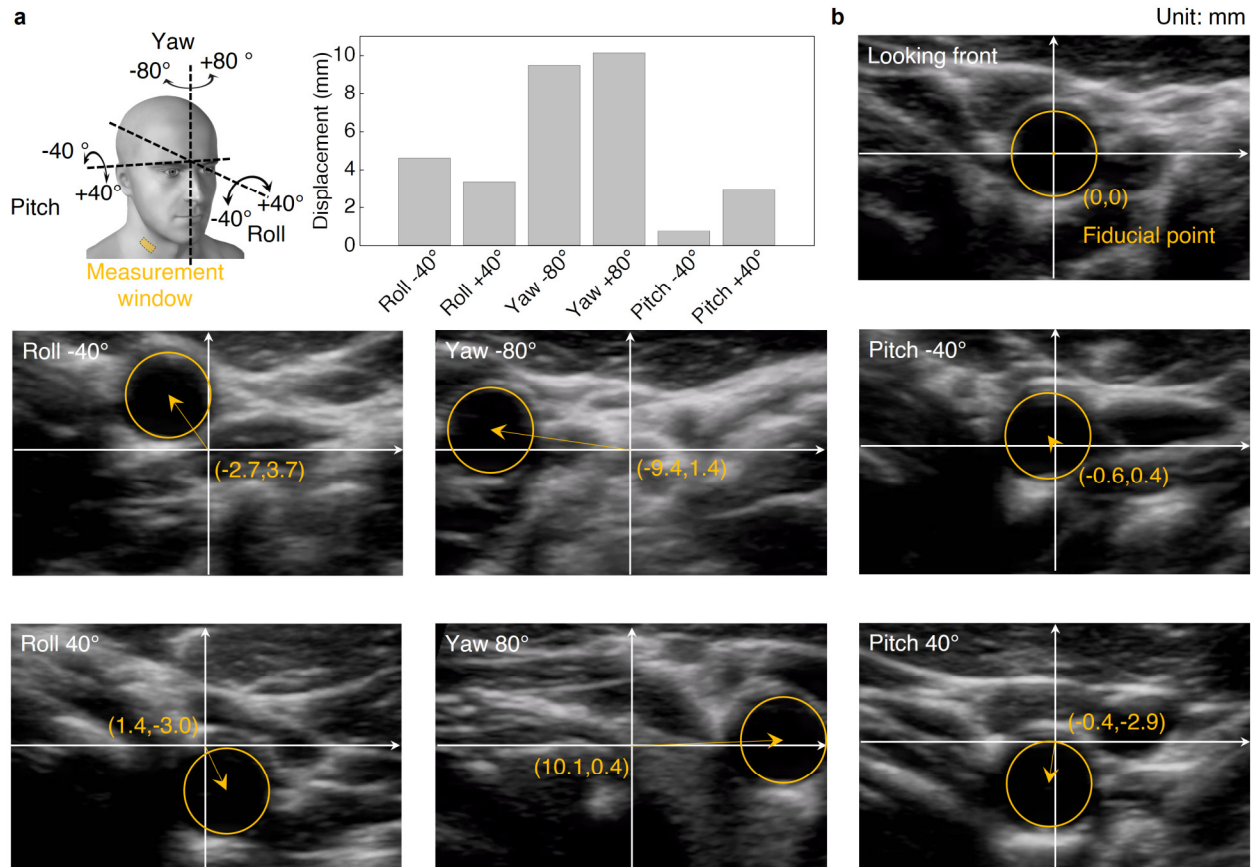 a
Yaw
-80°
+80 °
-40 °
+40°
Pitch
-40°
+40°
Roll
Measurement
window
Displacement (mm)
10
8
6
4
2
0
Roll -40°
Roll +40°
Yaw -80°
Yaw +80°
Pitch -40°
Pitch +40°
b
Unit: mm
Looking front
(0,0)
Fiducial point
Roll -40°
(-2.7,3.7)
Yaw -80°
(-9.4,1.4)
Pitch -40°
(-0.6,0.4)
Roll 40°
(1.4,-3.0)
Yaw 80°
(10.1,0.4)
Pitch 40°
(-0.4,-2.9)